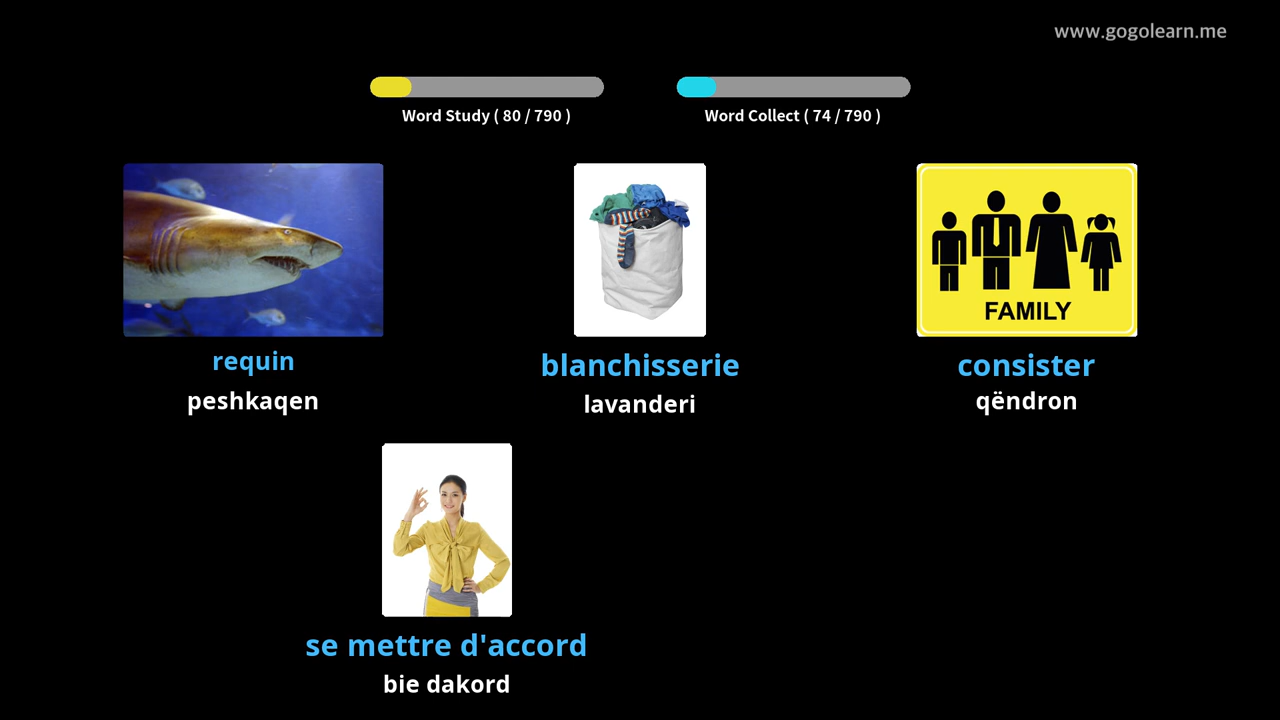 www.gogolearn.me
Word Study ( 80 / 790 )
Word Collect ( 74 / 790 )
FAMILY
requin
blanchisserie
consister
peshkaqen
lavanderi
qëndron
se mettre d'accord
bie dakord